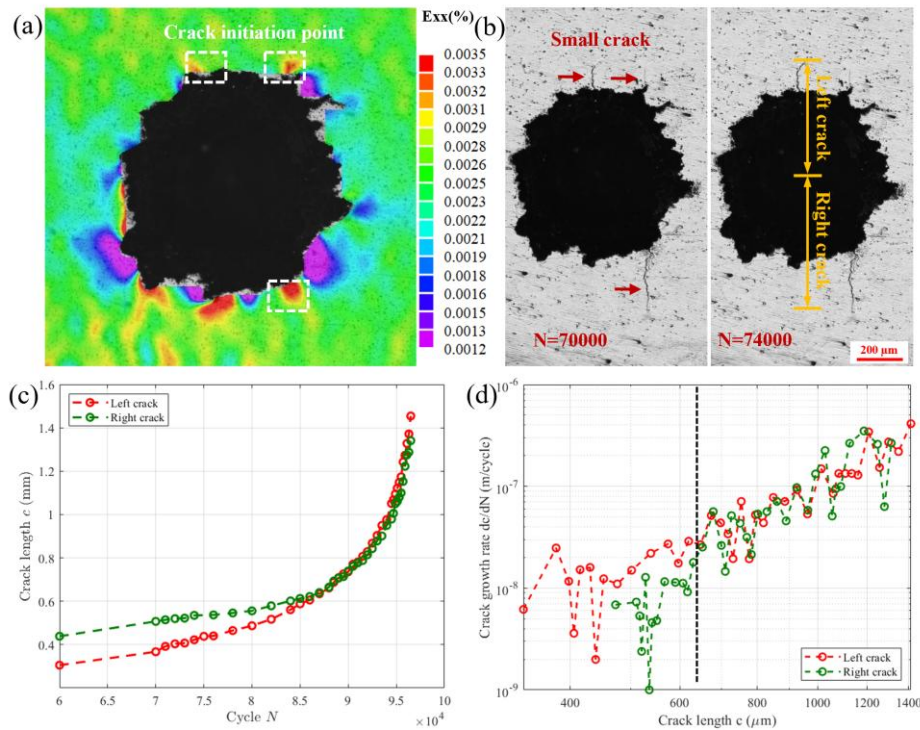 (a)
Crack initiation point
Exx(%)
0.0035
0.0033
0.0032
0.0031
0.0029
0.0028
0.0026
0.0025
0.0024
0.0022
0.0021
0.0019
0.0018
0.0016
0.0015
0.0013
0.0012
(b)
Small crack
N=70000
Left crack
Right crack
N=74000
200 μm
(c)
Left crack
Right crack
Crack length c (mm)
1.6
1.4
1.2
1
0.8
0.6
0.4
6
6.5
7
7.5
8
8.5
9
9.5
10
× 10⁴
Cycle N
(d)
Crack growth rate dc/dN (m/cycle)
10⁻⁶
10⁻⁷
10⁻⁸
10⁻⁹
Left crack
Right crack
400
600
800
1000
1200
1400
Crack length c (μm)